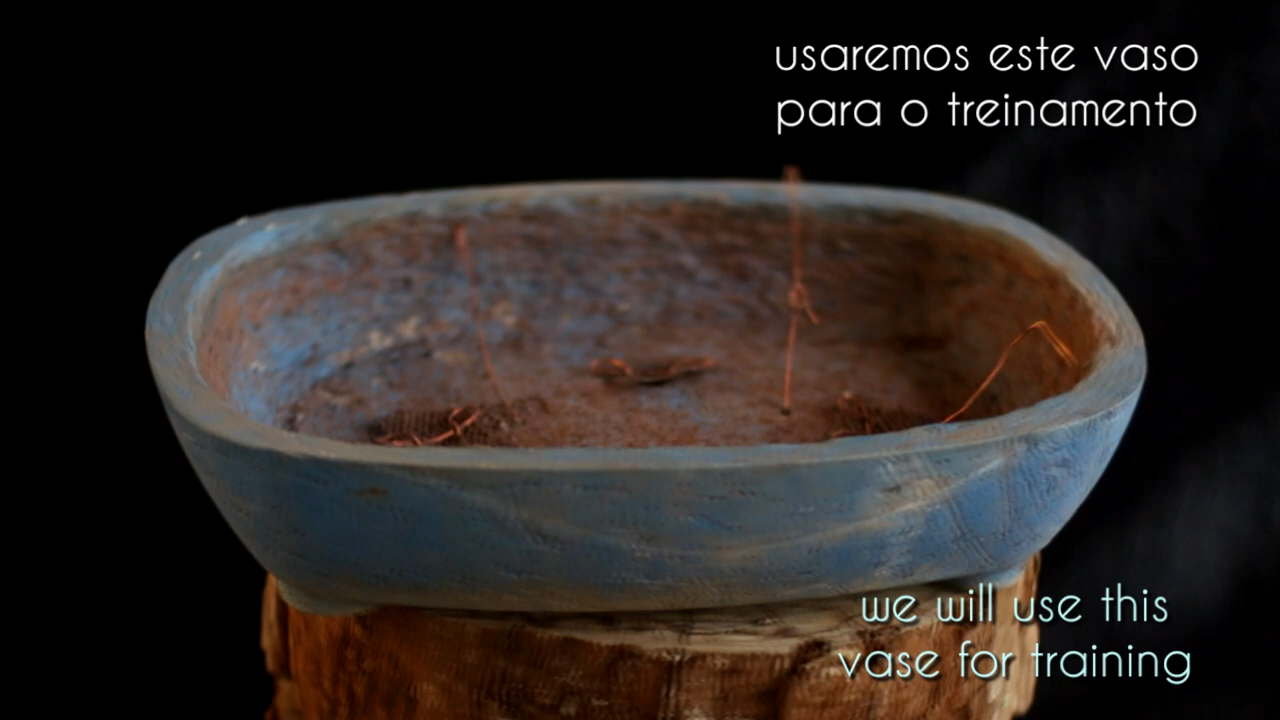 usaremos este vaso
para o treinamento
we will use this
vase for training